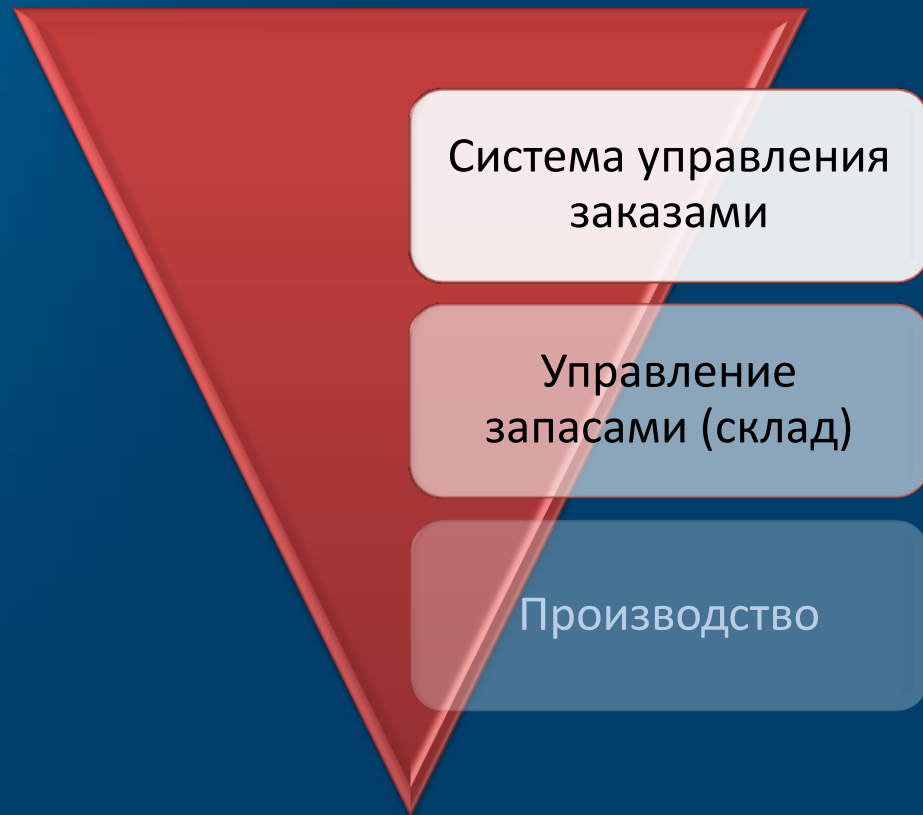 Система управления
заказами
Управление
запасами (склад)
Производство